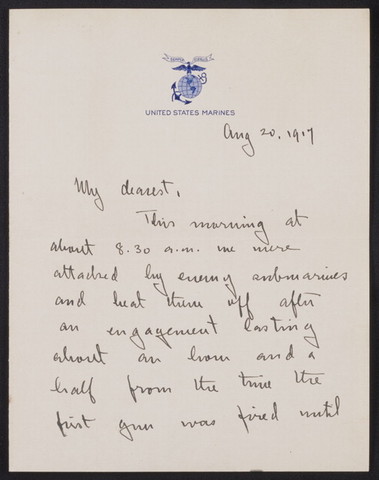 SEMPER FIDELIS
UNITED STATES MARINES
Aug 20. 1917
My dearest,
This morning at
about 8.30 a.m. we were
attacked by enemy submarines
and beat them off after
an engagement lasting
about an hour and a
half from the time the
first gun was fired until